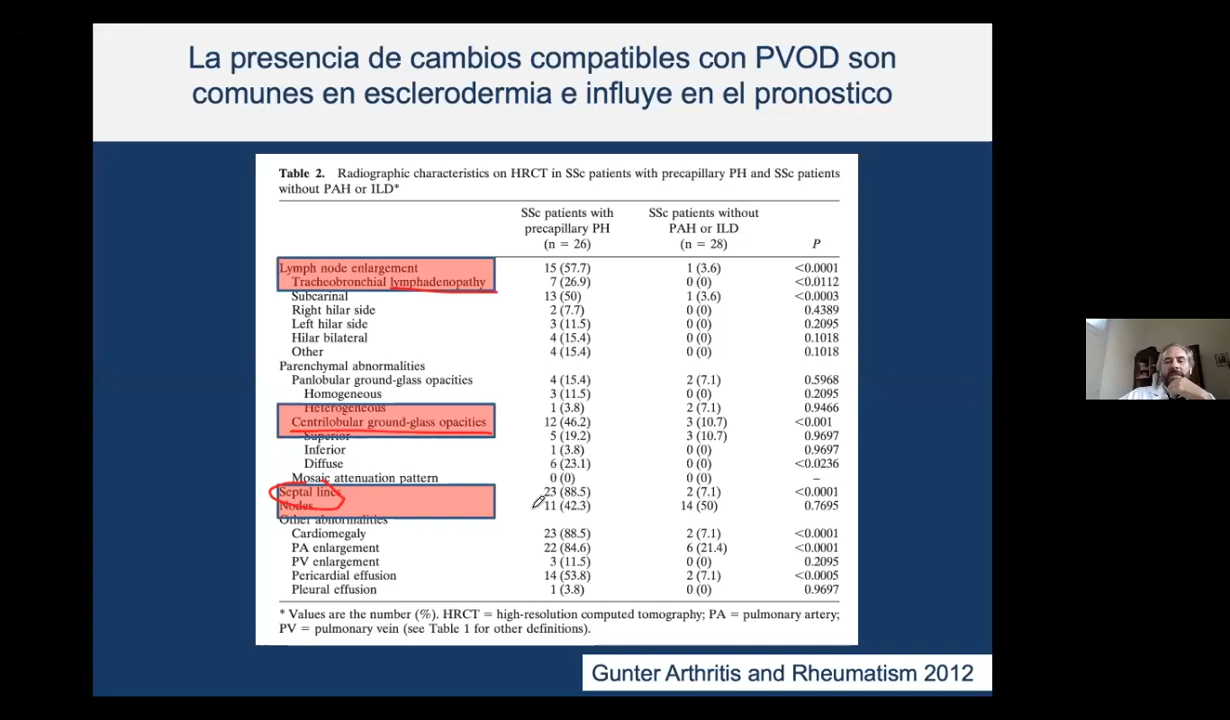 La presencia de cambios compatibles con PVOD son
comunes en esclerodermia e influye en el pronostico
Table 2. Radiographic characteristics on HRCT in SSc patients with precapillary PH and SSc patients
without PAH or ILD*
SSc patients with precapillary PH (n = 26) SSc patients without PAH or ILD (n = 28) P
Lymph node enlargement 15 (57.7) 1 (3.6) <0.0001
Tracheobronchial lymphadenopathy 7 (26.9) 0 (0) <0.0112
Subcarinal 13 (50) 1 (3.6) <0.0003
Right hilar side 2 (7.7) 0 (0) 0.4389
Left hilar side 3 (11.5) 0 (0) 0.2095
Hilar bilateral 4 (15.4) 0 (0) 0.1018
Other 4 (15.4) 0 (0) 0.1018
Parenchymal abnormalities
Panlobular ground-glass opacities 4 (15.4) 2 (7.1) 0.5968
Homogeneous 3 (11.5) 0 (0) 0.2095
Heterogeneous 1 (3.8) 2 (7.1) 0.9466
Centrilobular ground-glass opacities 12 (46.2) 3 (10.7) <0.001
Superior 5 (19.2) 3 (10.7) 0.9697
Inferior 1 (3.8) 0 (0) 0.9697
Diffuse 6 (23.1) 0 (0) <0.0236
Mosaic attenuation pattern 0 (0) 0 (0) –
Septal lines 23 (88.5) 2 (7.1) <0.0001
Nodes 11 (42.3) 14 (50) 0.7695
Other abnormalities
Cardiomegaly 23 (88.5) 2 (7.1) <0.0001
PA enlargement 22 (84.6) 6 (21.4) <0.0001
PV enlargement 3 (11.5) 0 (0) 0.2095
Pericardial effusion 14 (53.8) 2 (7.1) <0.0005
Pleural effusion 1 (3.8) 0 (0) 0.9697
* Values are the number (%). HRCT = high-resolution computed tomography; PA = pulmonary artery;
PV = pulmonary vein (see Table 1 for other definitions).
Gunter Arthritis and Rheumatism 2012